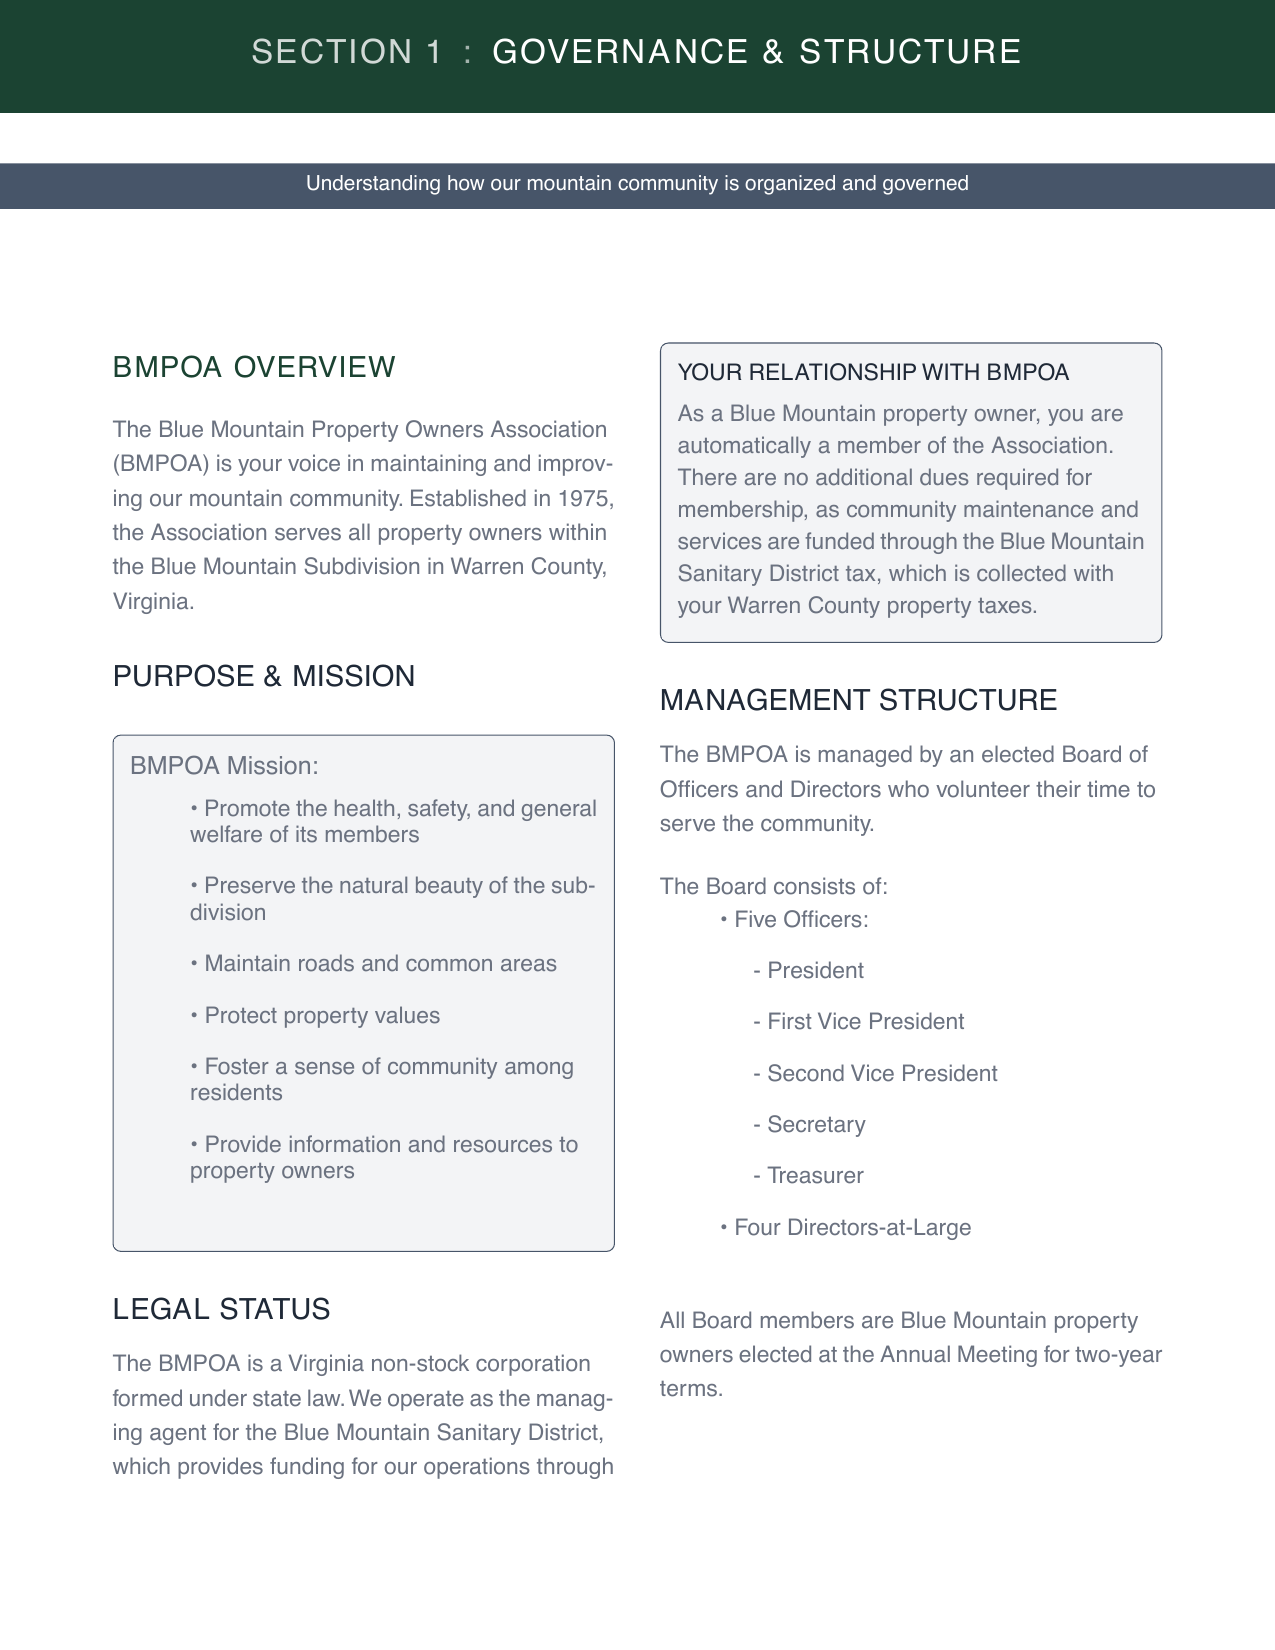 SECTION 1 : GOVERNANCE & STRUCTURE
Understanding how our mountain community is organized and governed
BMPOA OVERVIEW
The Blue Mountain Property Owners Association
(BMPOA) is your voice in maintaining and improv-
ing our mountain community. Established in 1975,
the Association serves all property owners within
the Blue Mountain Subdivision in Warren County,
Virginia.
PURPOSE & MISSION
BMPOA Mission:
• Promote the health, safety, and general
welfare of its members
• Preserve the natural beauty of the sub-
division
• Maintain roads and common areas
• Protect property values
• Foster a sense of community among
residents
• Provide information and resources to
property owners
LEGAL STATUS
The BMPOA is a Virginia non-stock corporation
formed under state law. We operate as the manag-
ing agent for the Blue Mountain Sanitary District,
which provides funding for our operations through
YOUR RELATIONSHIP WITH BMPOA
As a Blue Mountain property owner, you are
automatically a member of the Association.
There are no additional dues required for
membership, as community maintenance and
services are funded through the Blue Mountain
Sanitary District tax, which is collected with
your Warren County property taxes.
MANAGEMENT STRUCTURE
The BMPOA is managed by an elected Board of
Officers and Directors who volunteer their time to
serve the community.
The Board consists of:
• Five Officers:
- President
- First Vice President
- Second Vice President
- Secretary
- Treasurer
• Four Directors-at-Large
All Board members are Blue Mountain property
owners elected at the Annual Meeting for two-year
terms.